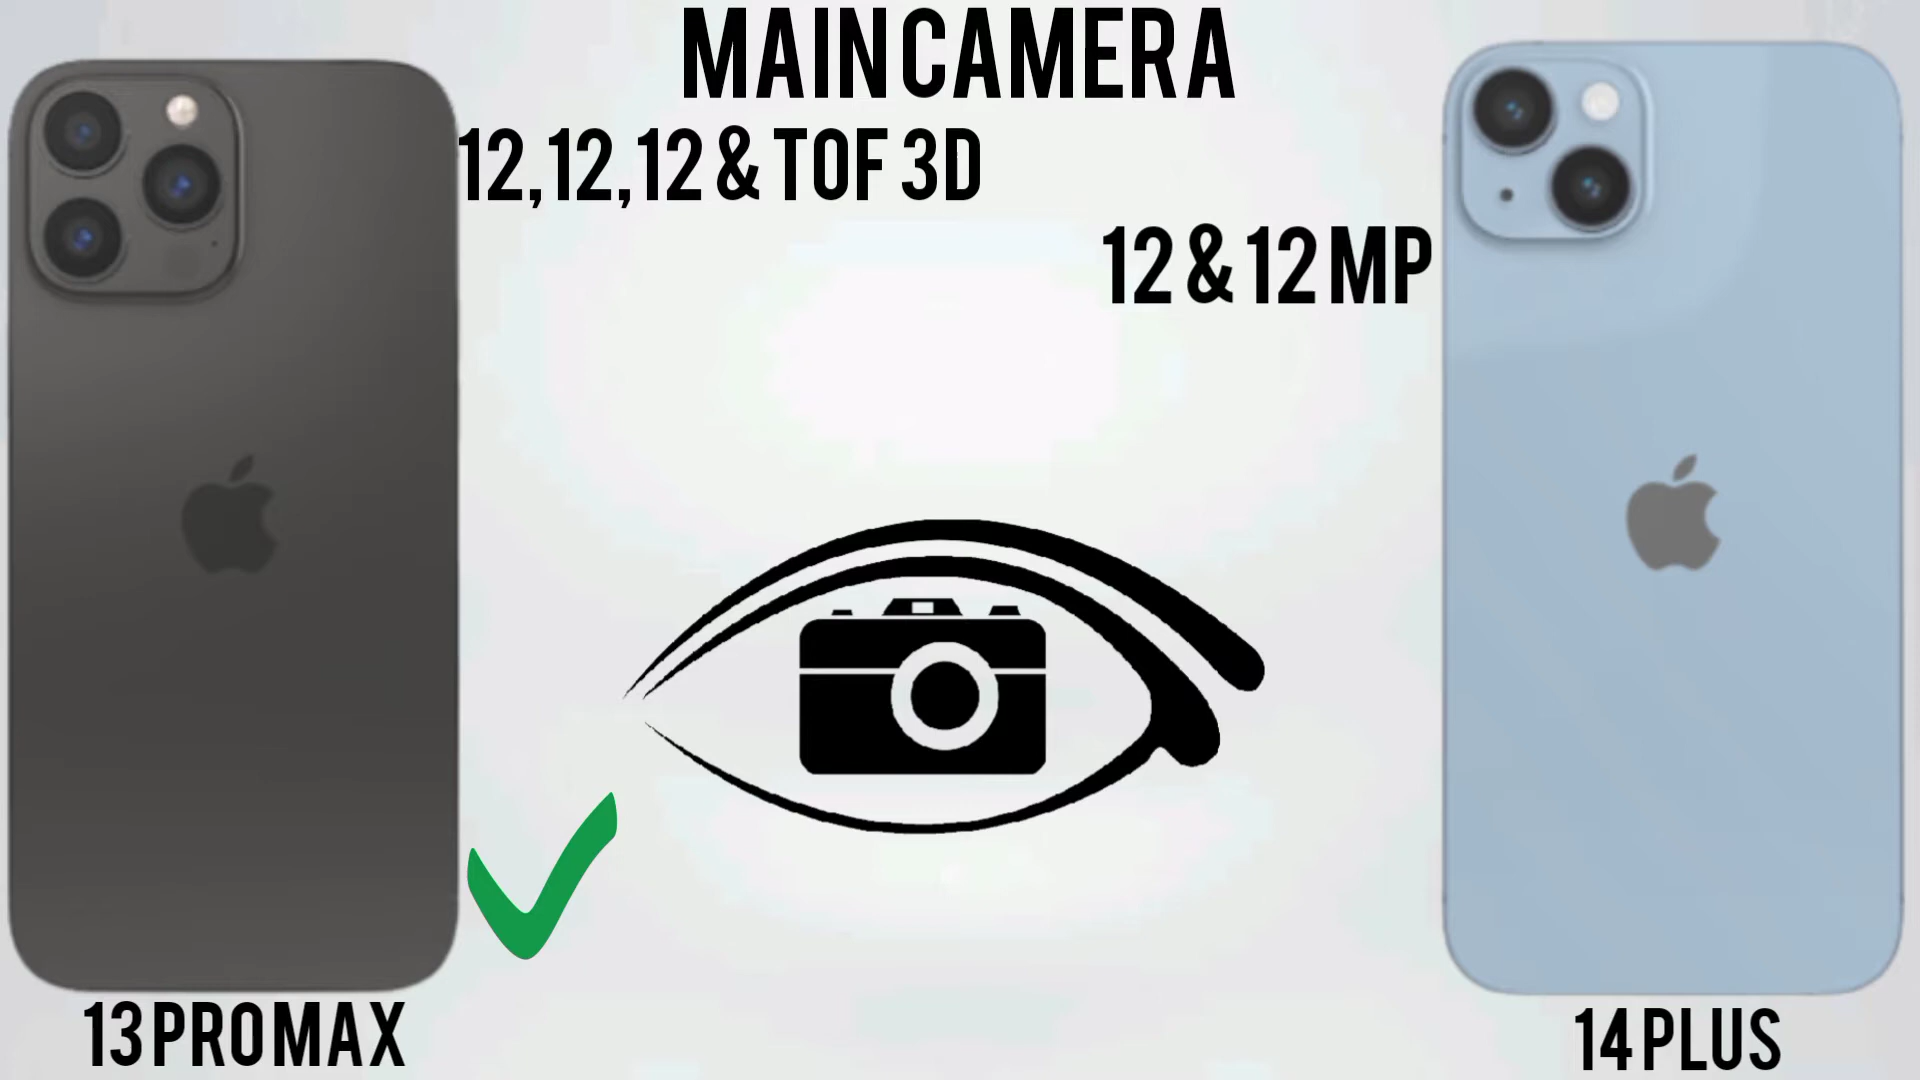 MAIN CAMERA
12,12,12 & TOF 3D
12 & 12 MP
13 PRO MAX
14 PLUS